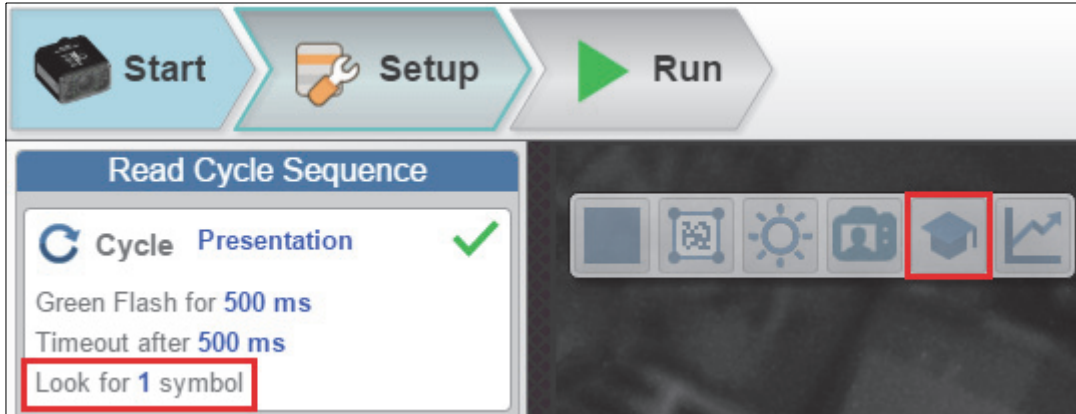 Start
Setup
Run
Read Cycle Sequence
Cycle Presentation
Green Flash for 500 ms
Timeout after 500 ms
Look for 1 symbol